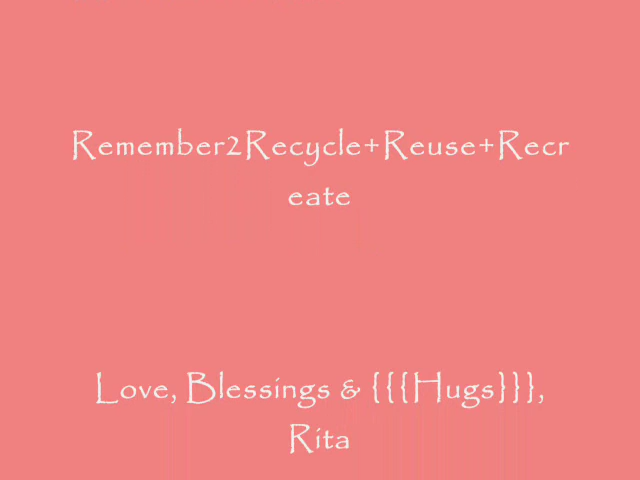 Remember2Recycle+Reuse+Recr
eate
Love, Blessings & {{{Hugs}}},
Rita